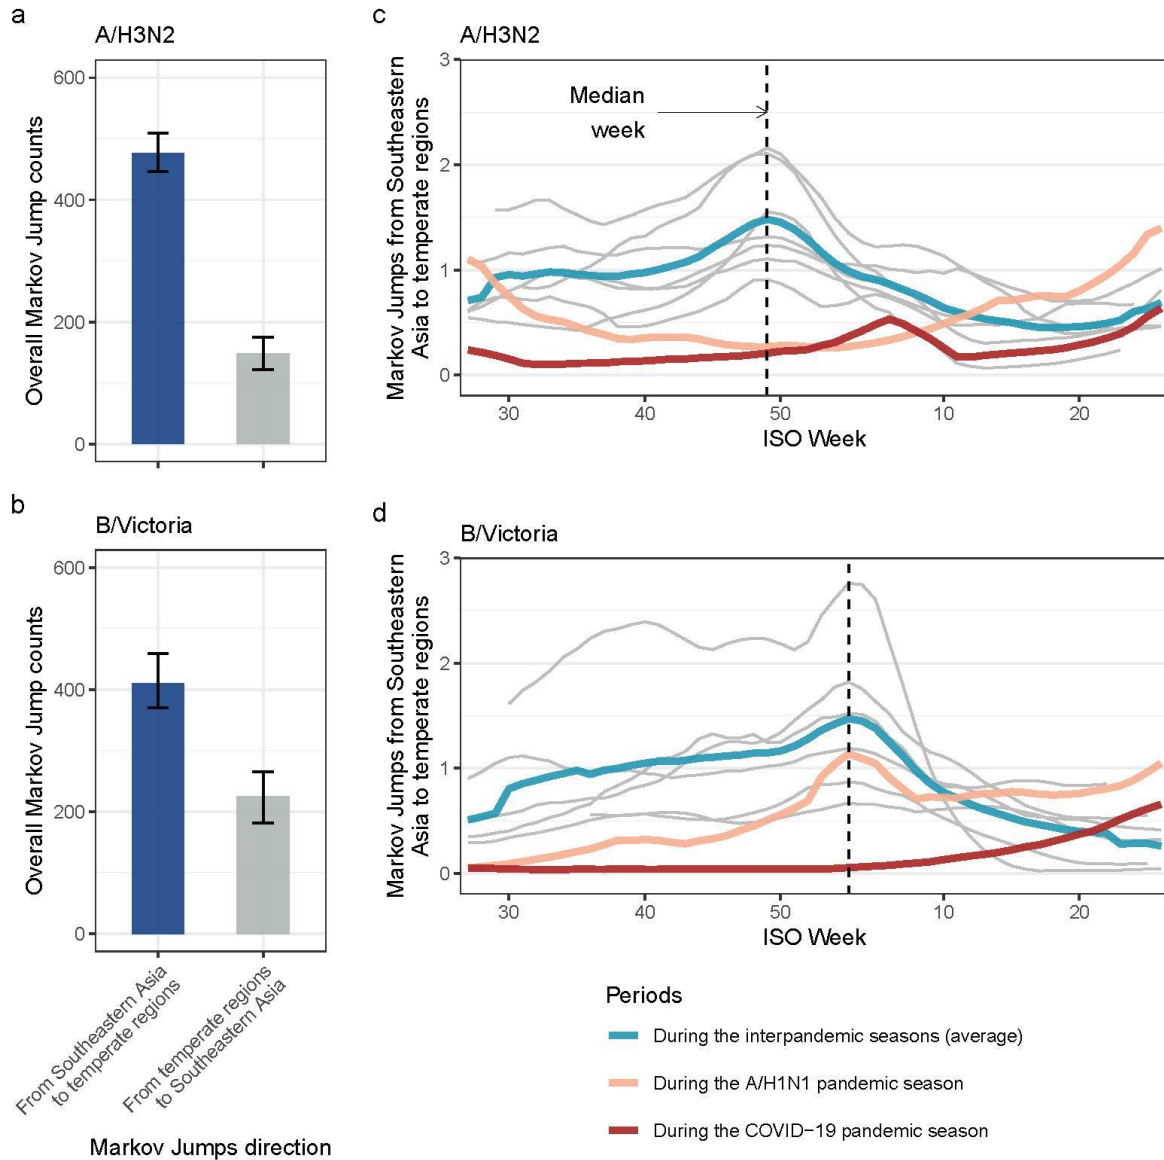 a
A/H3N2
Overall Markov Jump counts
600
400
200
0
b
B/Victoria
Overall Markov Jump counts
600
400
200
0
From Southeastern Asia
to temperate regions
From temperate regions
to Southeastern Asia
Markov Jumps direction
c
A/H3N2
Markov Jumps from Southeastern
Asia to temperate regions
3
2
1
0
Median
week
30
40
50
10
20
ISO Week
d
B/Victoria
Markov Jumps from Southeastern
Asia to temperate regions
3
2
1
0
30
40
50
10
20
ISO Week
Periods
During the interpandemic seasons (average)
During the A/H1N1 pandemic season
During the COVID−19 pandemic season